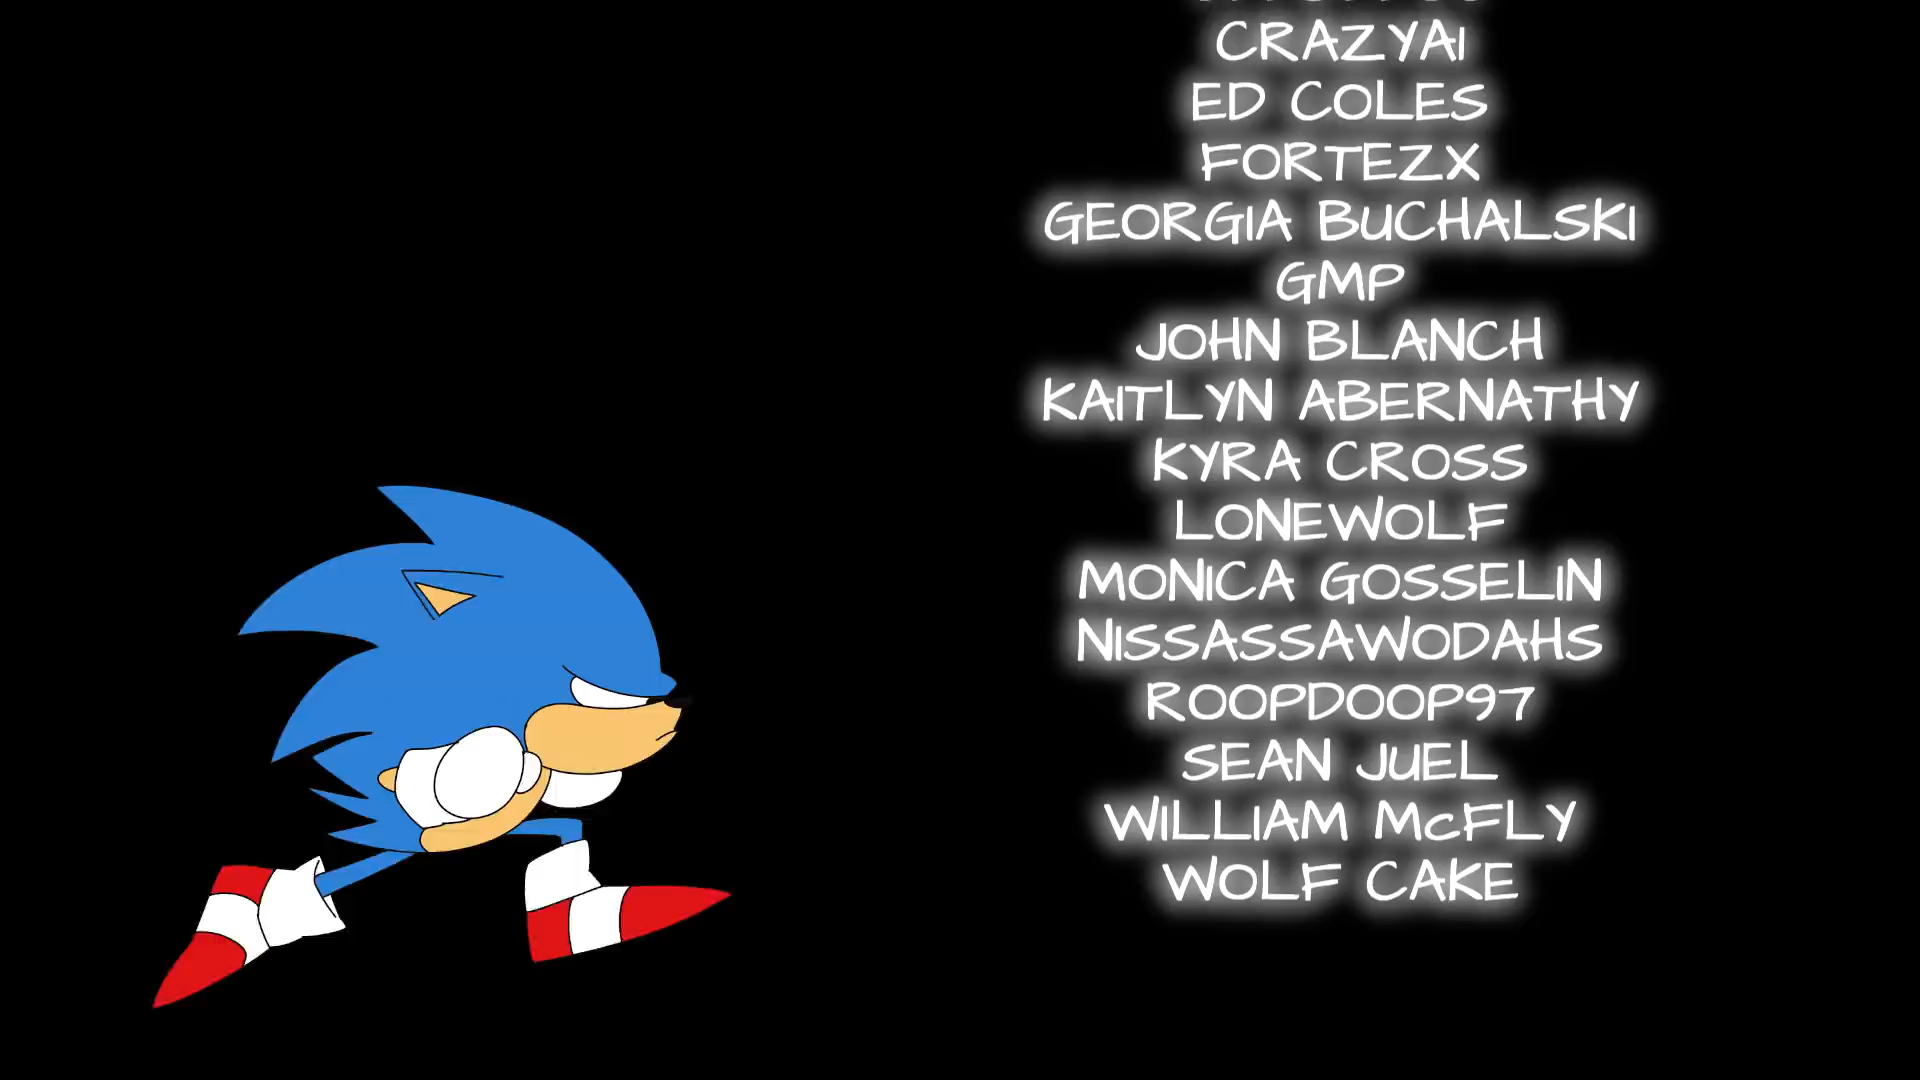 CRAZYAI
ED COLES
FORTEZX
GEORGIA BUCHALSKI
GMP
JOHN BLANCH
KAITLYN ABERNATHY
KYRA CROSS
LONEWOLF
MONICA GOSSELIN
NISSASSAWODAHS
ROOPDOOP97
SEAN JUEL
WILLIAM McFLY
WOLF CAKE